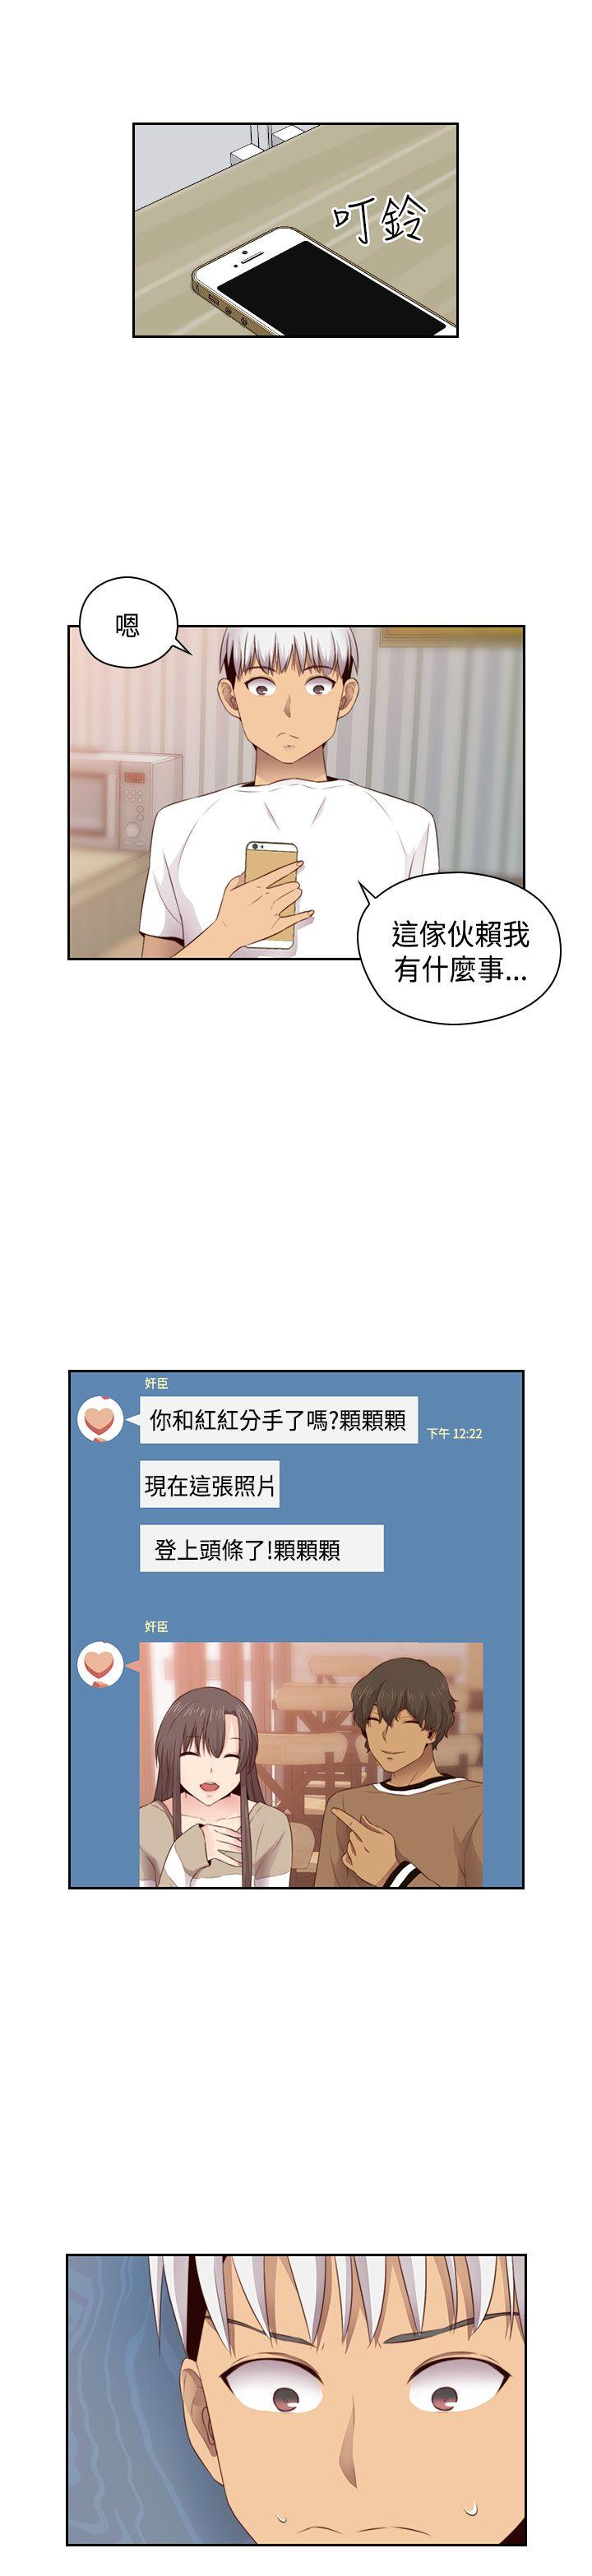 叮鈴
嗯
這傢伙賴我
有什麼事...
奸臣
你和紅紅分手了嗎?顆顆顆
下午 12:22
現在這張照片
登上頭條了!顆顆顆
奸臣